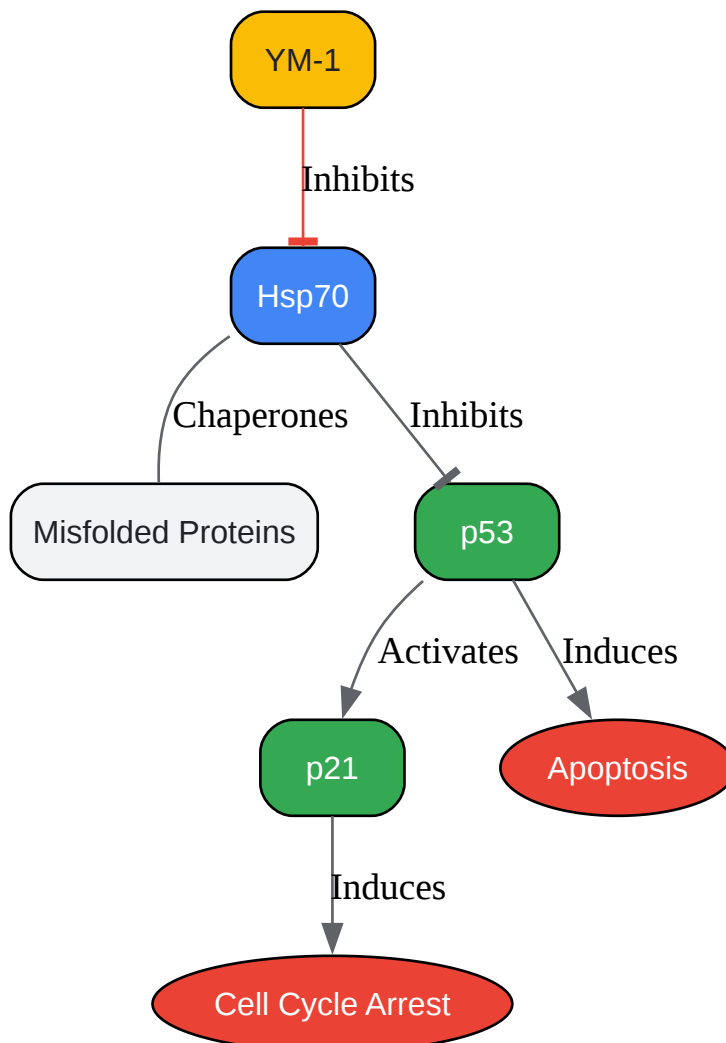 YM-1
Inhibits
Hsp70
Chaperones
Inhibits
Misfolded Proteins
p53
Activates
Induces
p21
Apoptosis
Induces
Cell Cycle Arrest